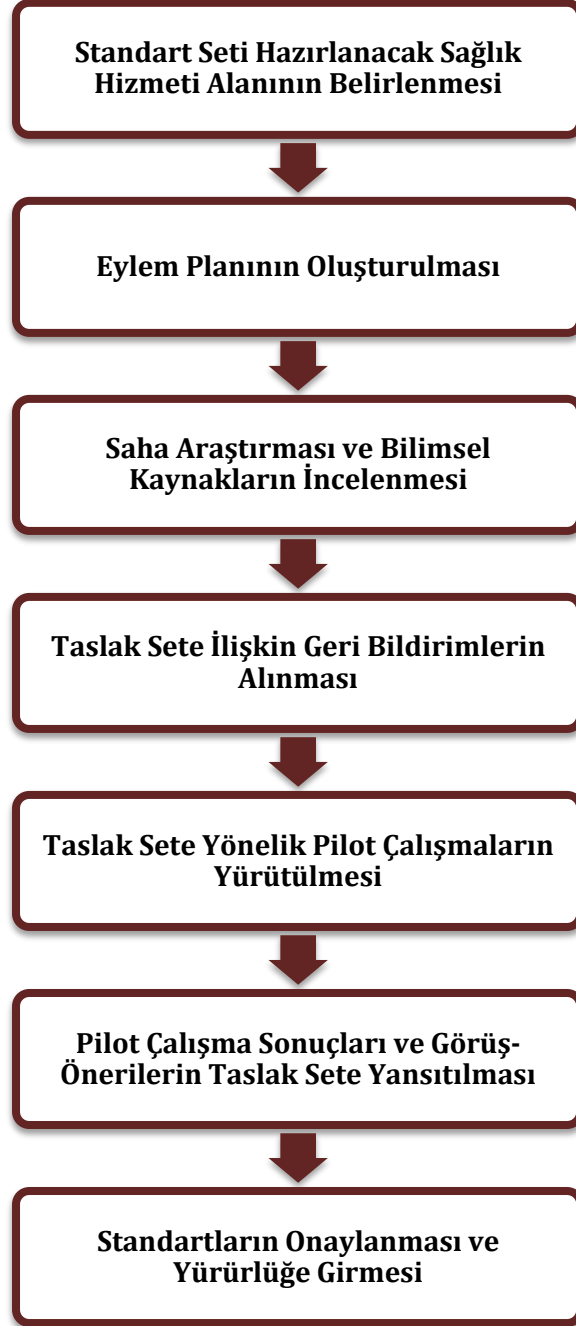 Standart Seti Hazırlanacak Sağlık
Hizmeti Alanının Belirlenmesi
Eylem Planının Oluşturulması
Saha Araştırması ve Bilimsel
Kaynakların İncelenmesi
Taslak Sete İlişkin Geri Bildirimlerin
Alınması
Taslak Sete Yönelik Pilot Çalışmaların
Yürütülmesi
Pilot Çalışma Sonuçları ve Görüş-
Önerilerin Taslak Sete Yansıtılması
Standartların Onaylanması ve
Yürürlüğe Girmesi